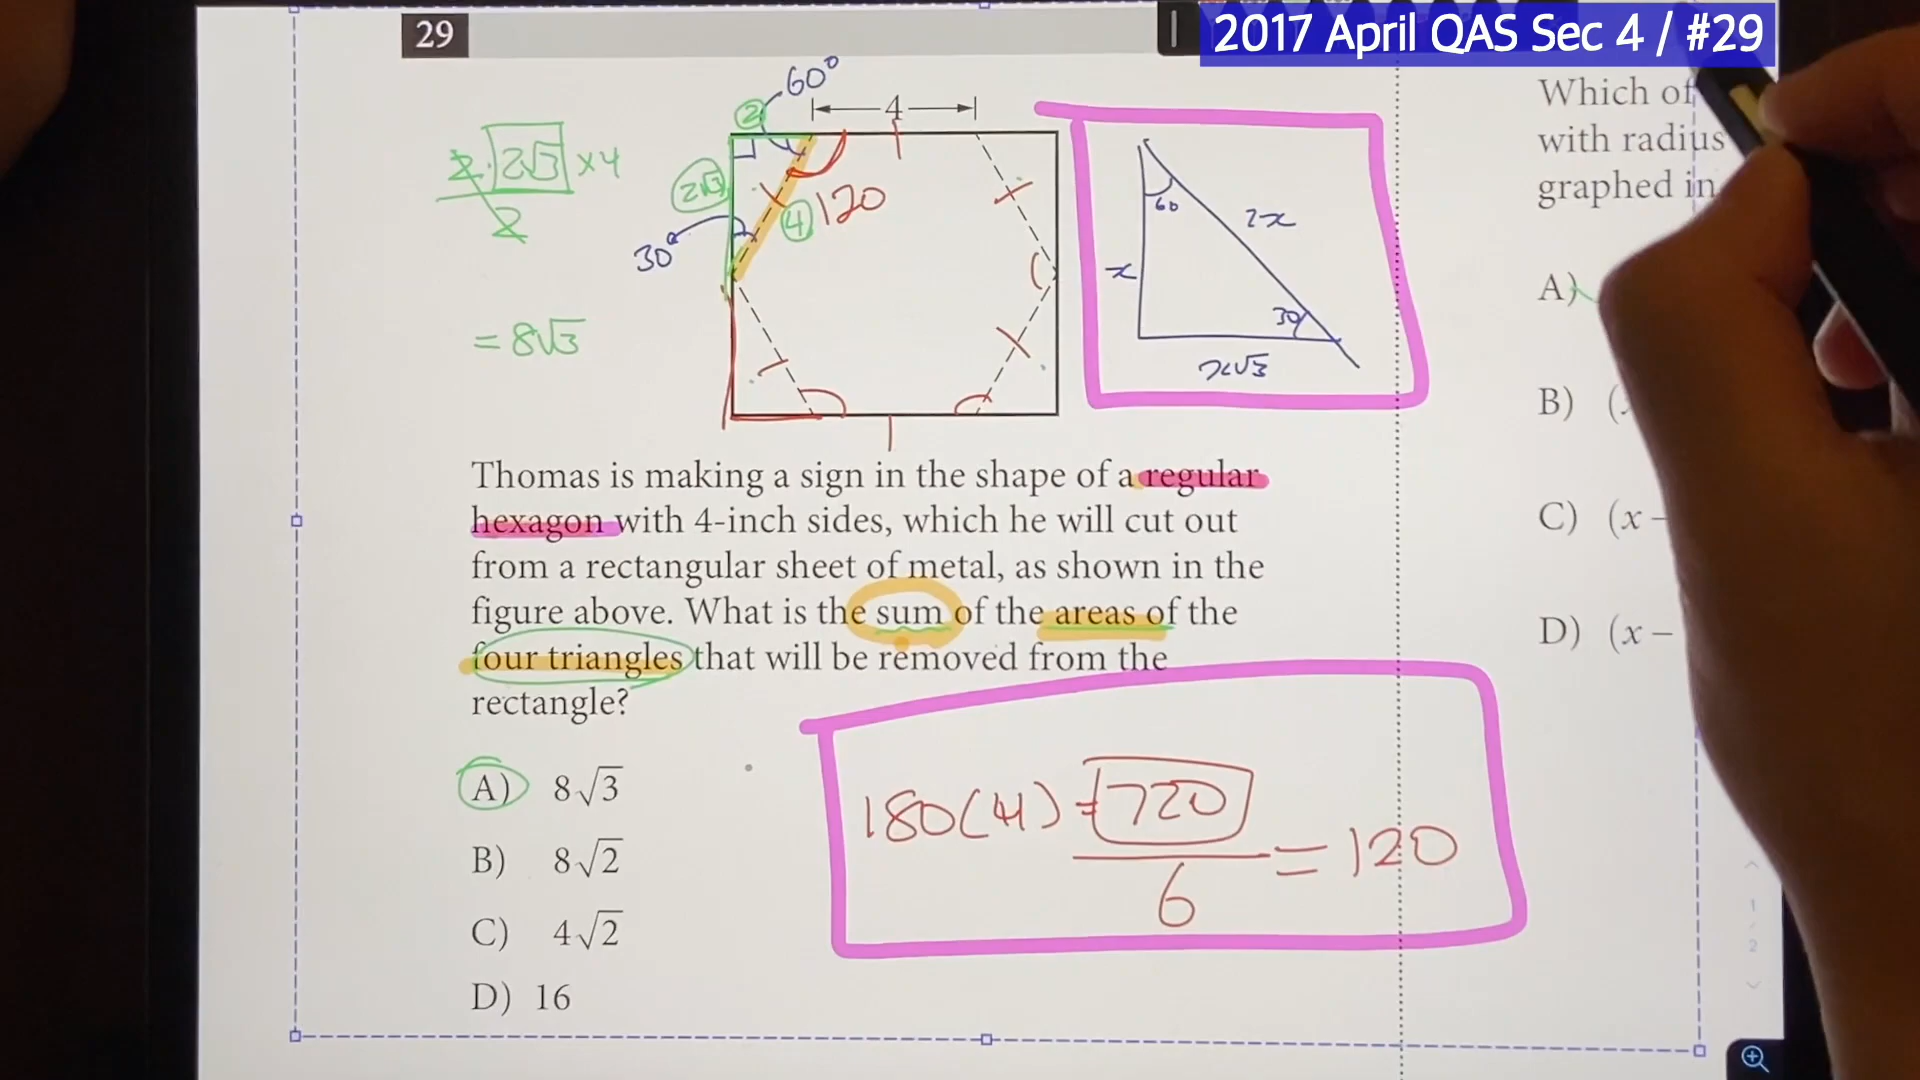 29
2017 April QAS Sec 4 / #29
60°
2
4
2·2√3 ×4
2
2√3
4
120
30°
= 8√3
60
2x
x
30
x√3
Thomas is making a sign in the shape of a regular
hexagon with 4-inch sides, which he will cut out
from a rectangular sheet of metal, as shown in the
figure above. What is the sum of the areas of the
four triangles that will be removed from the
rectangle?
A) 8√3
B) 8√2
C) 4√2
D) 16
180(4) = 720
6
= 120
Which of
with radius
graphed in
A)
B) (
C) (x −
D) (x −
1
2